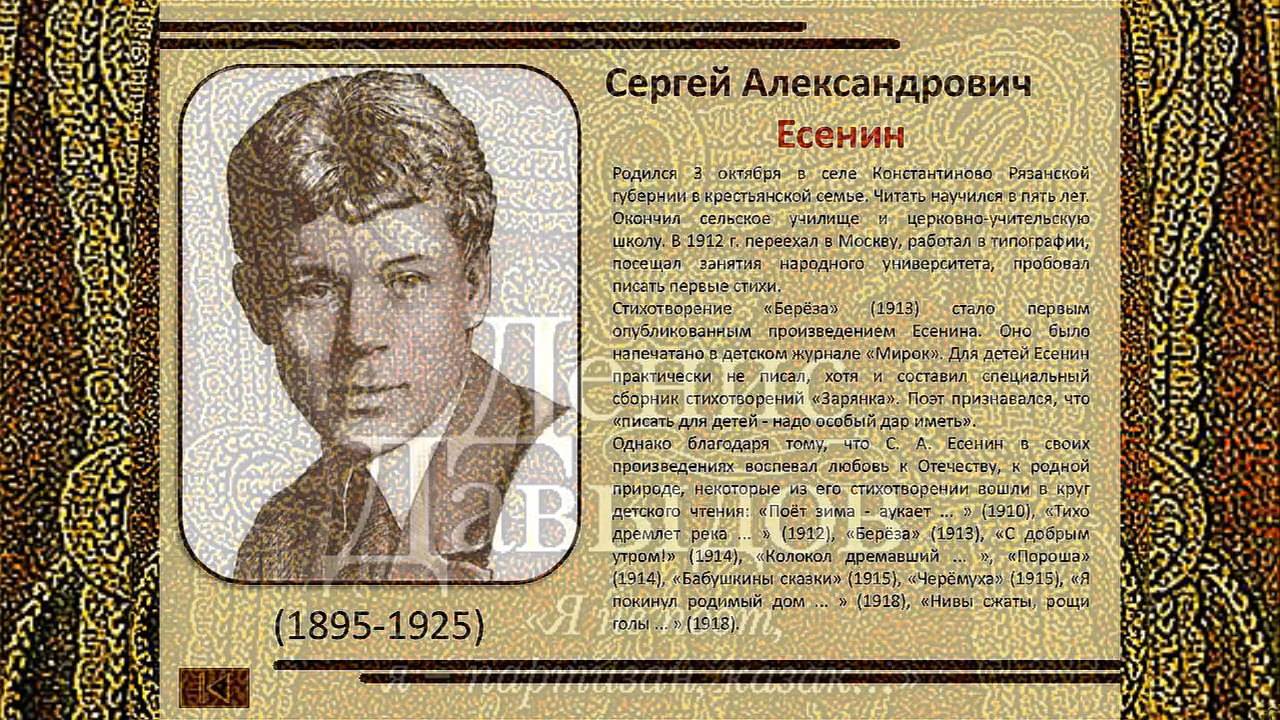 Сергей Александрович
Есенин
Родился 3 октября в селе Константиново Рязанской
губернии в крестьянской семье. Читать научился в пять лет.
Окончил сельское училище и церковно-учительскую
школу. В 1912 г. переехал в Москву, работал в типографии,
посещал занятия народного университета, пробовал
писать первые стихи.
Стихотворение «Берёза» (1913) стало первым
опубликованным произведением Есенина. Оно было
напечатано в детском журнале «Мирок». Для детей Есенин
практически не писал, хотя и составил специальный
сборник стихотворений «Зарянка». Поэт признавался, что
«писать для детей - надо особый дар иметь».
Однако благодаря тому, что С. А. Есенин в своих
произведениях воспевал любовь к Отечеству, к родной
природе, некоторые из его стихотворении вошли в круг
детского чтения: «Поёт зима - аукает ... » (1910), «Тихо
дремлет река ... » (1912), «Берёза» (1913), «С добрым
утром!» (1914), «Колокол дремавший ... », «Пороша»
(1914), «Бабушкины сказки» (1915), «Черёмуха» (1915), «Я
покинул родимый дом ... » (1918), «Нивы сжаты, рощи
голы ... » (1918).
(1895-1925)
Денис
Давыдов
«Я не
я – партизан, казак...»